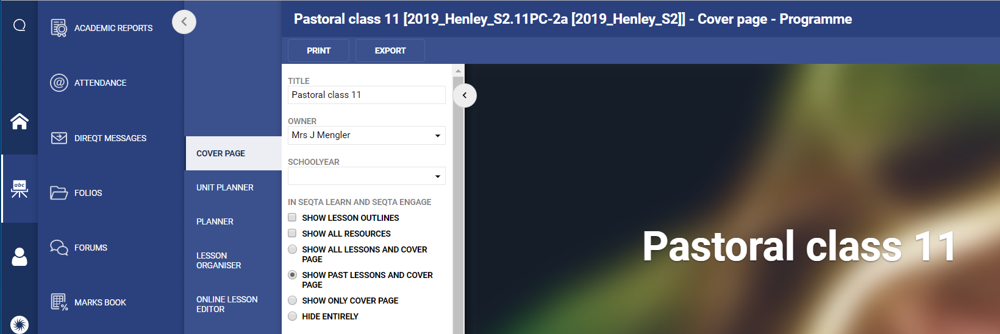 Pastoral class 11 [2019_Henley_S2.11PC-2a [2019_Henley_S2]] - Cover page - Programme
PRINT
EXPORT
ACADEMIC REPORTS
ATTENDANCE
DIREQT MESSAGES
abc
FOLIOS
FORUMS
MARKS BOOK
COVER PAGE
UNIT PLANNER
PLANNER
LESSON
ORGANISER
ONLINE LESSON
EDITOR
TITLE
Pastoral class 11
OWNER
Mrs J Mengler
SCHOOLYEAR
IN SEQTA LEARN AND SEQTA ENGAGE
SHOW LESSON OUTLINES
SHOW ALL RESOURCES
SHOW ALL LESSONS AND COVER
PAGE
SHOW PAST LESSONS AND COVER
PAGE
SHOW ONLY COVER PAGE
HIDE ENTIRELY
Pastoral class 11